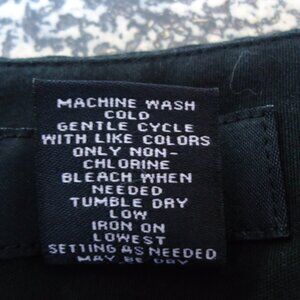 MACHINE WASH
COLD
GENTLE CYCLE
WITH LIKE COLORS
ONLY NON-
CHLORINE
BLEACH WHEN
NEEDED
TUMBLE DRY
LOW
IRON ON
LOWEST
SETTING AS NEEDED
MAY BE DRY